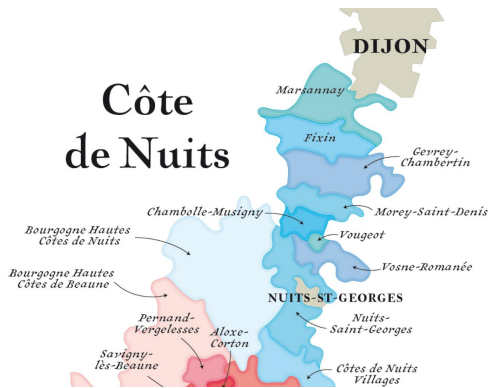 DIJON
Côte
de Nuits
Marsannay
Fixin
Gevrey-
Chambertin
Chambolle-Musigny
Morey-Saint-Denis
Bourgogne Hautes
Côtes de Nuits
Vougeot
Vosne-Romanée
Bourgogne Hautes
Côtes de Beaune
NUITS-ST-GEORGES
Pernand-
Vergelesses
Aloxe-
Corton
Nuits-
Saint-Georges
Savigny-
lès-Beaune
Côtes de Nuits
Villages